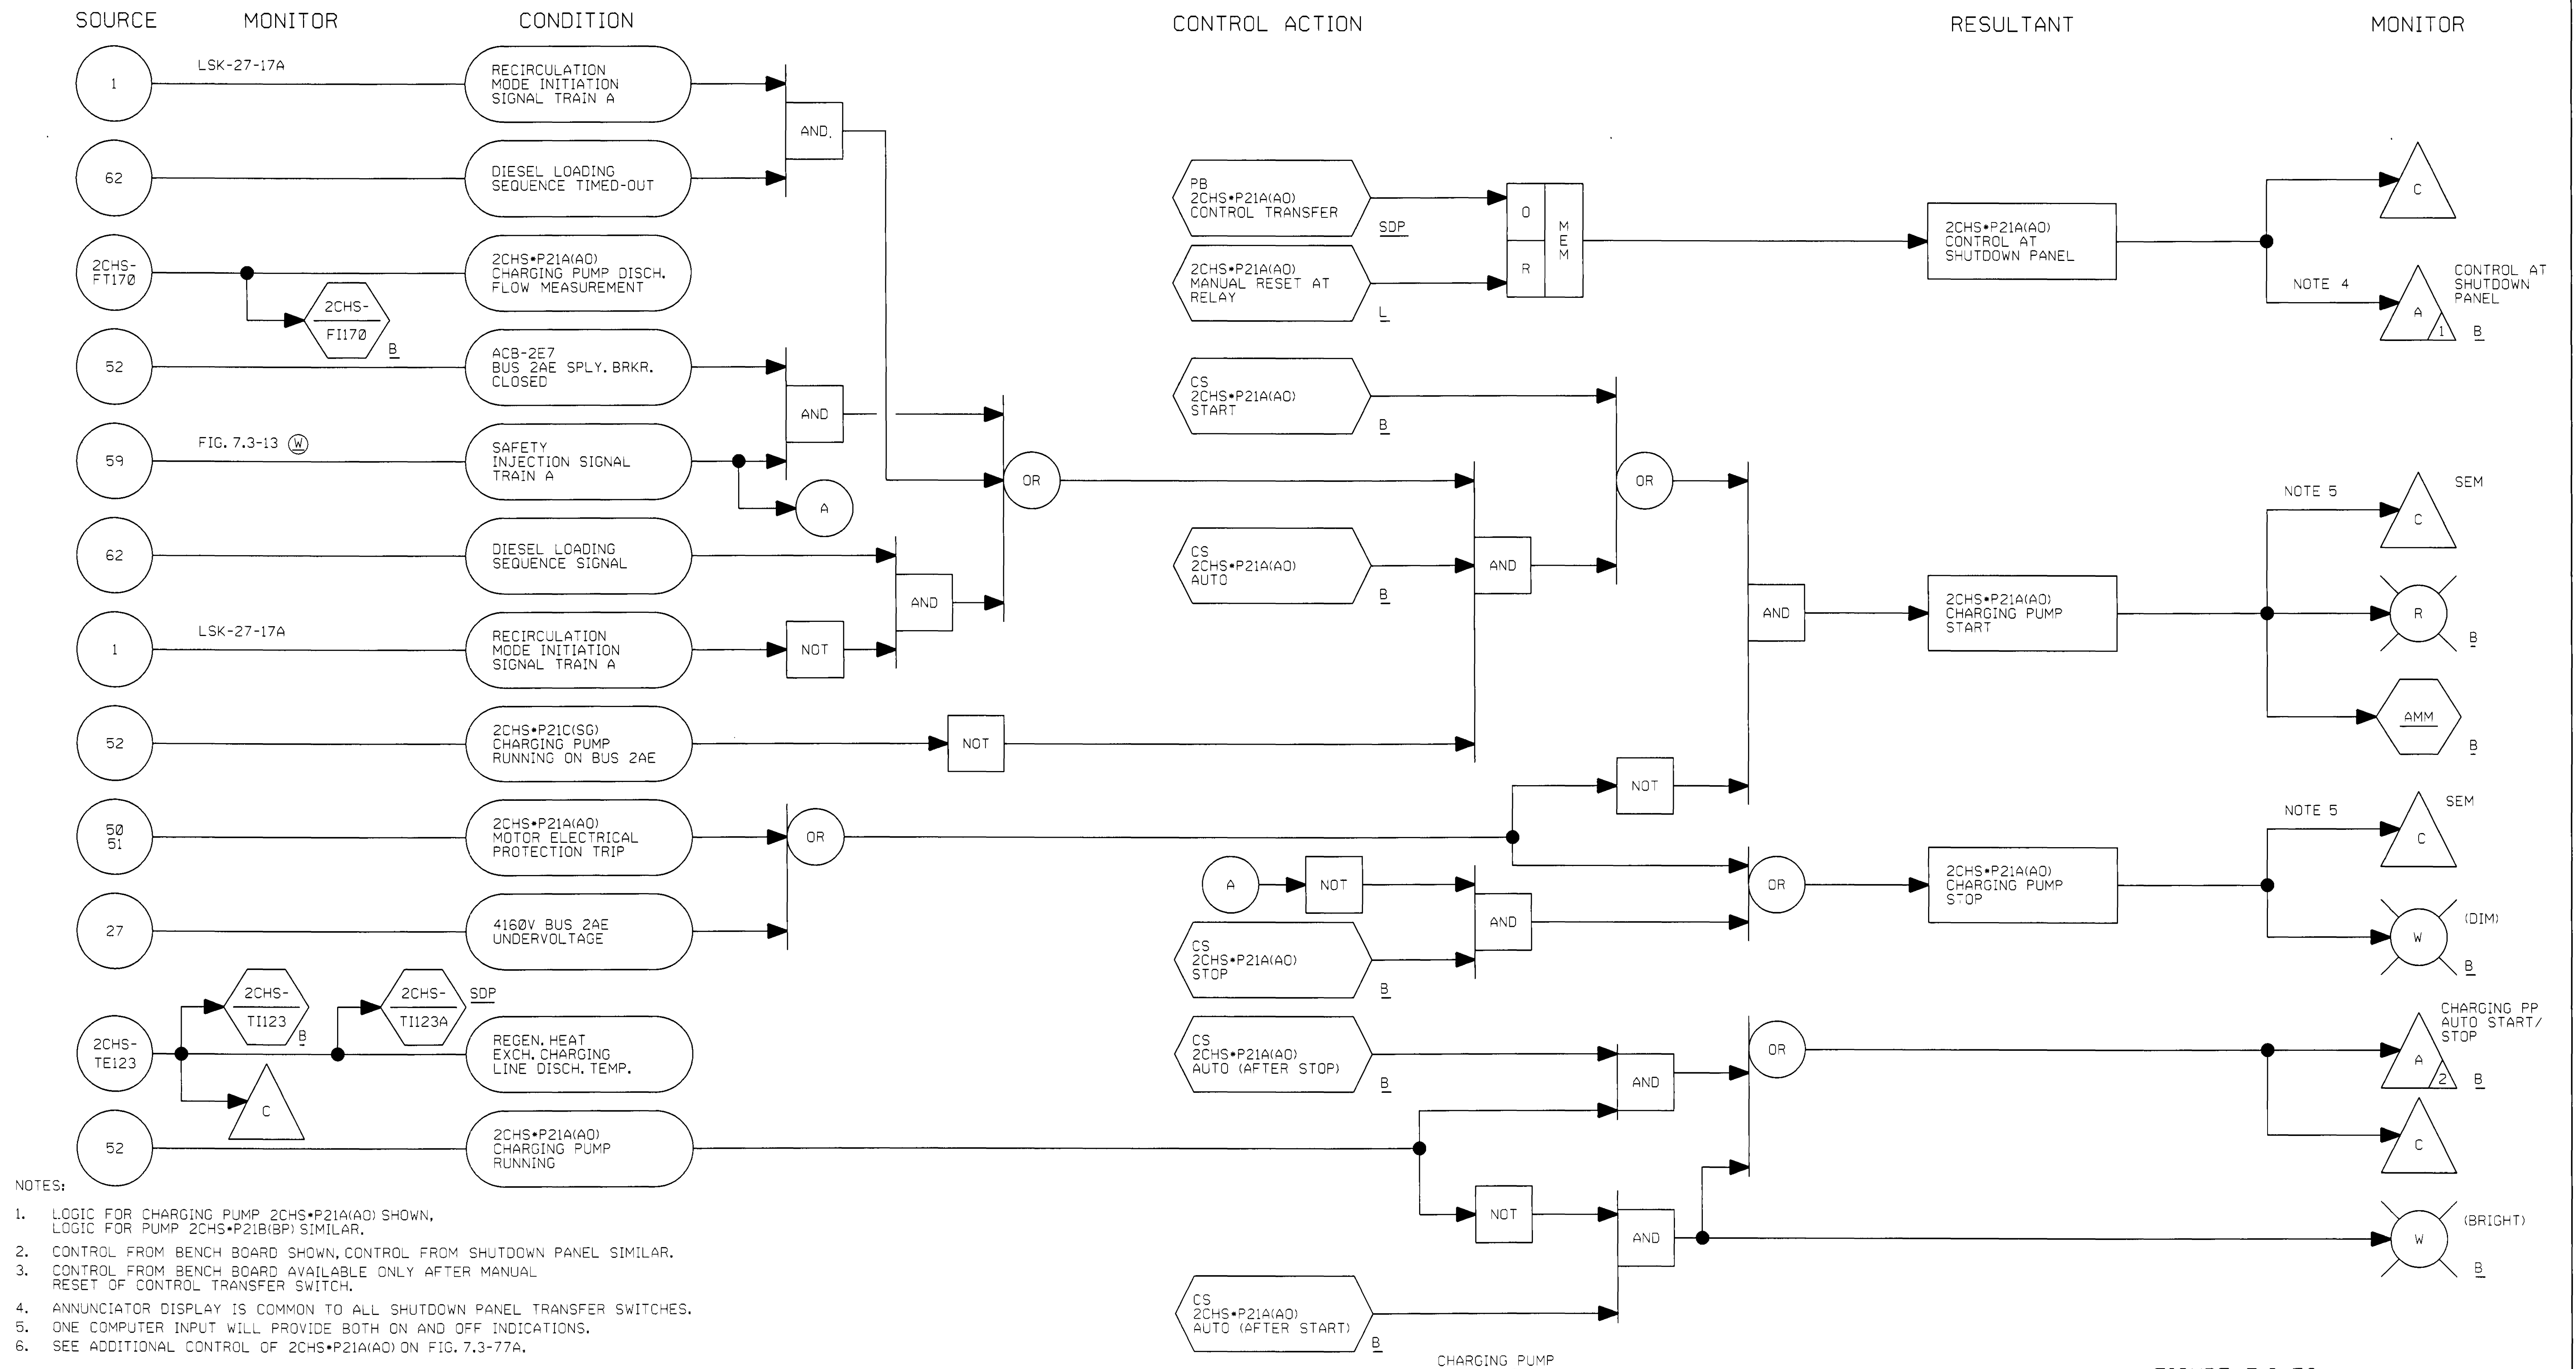 SOURCE MONITOR CONDITION CONTROL ACTION RESULTANT MONITOR
1
LSK-27-17A
RECIRCULATION
MODE INITIATION
SIGNAL TRAIN A
AND
62
DIESEL LOADING
SEQUENCE TIMED-OUT
2CHS-
FT170
2CHS-
FI170
B
2CHS*P21A(AO)
CHARGING PUMP DISCH.
FLOW MEASUREMENT
52
ACB-2E7
BUS 2AE SPLY. BRKR.
CLOSED
AND
59
FIG. 7.3-13 W
SAFETY
INJECTION SIGNAL
TRAIN A
A
OR
62
DIESEL LOADING
SEQUENCE SIGNAL
AND
1
LSK-27-17A
RECIRCULATION
MODE INITIATION
SIGNAL TRAIN A
NOT
52
2CHS*P21C(SG)
CHARGING PUMP
RUNNING ON BUS 2AE
NOT
50
51
2CHS*P21A(AO)
MOTOR ELECTRICAL
PROTECTION TRIP
OR
27
4160V BUS 2AE
UNDERVOLTAGE
2CHS-
TE123
2CHS-
TI123
B
2CHS-
TI123A
SDP
C
REGEN. HEAT
EXCH. CHARGING
LINE DISCH. TEMP.
52
2CHS*P21A(AO)
CHARGING PUMP
RUNNING
PB
2CHS*P21A(AO)
CONTROL TRANSFER
SDP
2CHS*P21A(AO)
MANUAL RESET AT
RELAY
L
O
R
MEM
2CHS*P21A(AO)
CONTROL AT
SHUTDOWN PANEL
C
NOTE 4
A
1
CONTROL AT
SHUTDOWN
PANEL
B
CS
2CHS*P21A(AO)
START
B
OR
CS
2CHS*P21A(AO)
AUTO
B
AND
AND
NOT
2CHS*P21A(AO)
CHARGING PUMP
START
NOTE 5
C
SEM
R
B
AMM
B
A
NOT
AND
CS
2CHS*P21A(AO)
STOP
B
OR
2CHS*P21A(AO)
CHARGING PUMP
STOP
NOTE 5
C
SEM
W
(DIM)
B
CS
2CHS*P21A(AO)
AUTO (AFTER STOP)
B
AND
OR
CHARGING PP
AUTO START/
STOP
A
2
B
C
NOT
AND
CS
2CHS*P21A(AO)
AUTO (AFTER START)
B
W
(BRIGHT)
B
NOTES:
1. LOGIC FOR CHARGING PUMP 2CHS*P21A(AO) SHOWN,
LOGIC FOR PUMP 2CHS*P21B(BP) SIMILAR.
2. CONTROL FROM BENCH BOARD SHOWN, CONTROL FROM SHUTDOWN PANEL SIMILAR.
3. CONTROL FROM BENCH BOARD AVAILABLE ONLY AFTER MANUAL
RESET OF CONTROL TRANSFER SWITCH.
4. ANNUNCIATOR DISPLAY IS COMMON TO ALL SHUTDOWN PANEL TRANSFER SWITCHES.
5. ONE COMPUTER INPUT WILL PROVIDE BOTH ON AND OFF INDICATIONS.
6. SEE ADDITIONAL CONTROL OF 2CHS*P21A(AO) ON FIG. 7.3-77A.
CHARGING PUMP